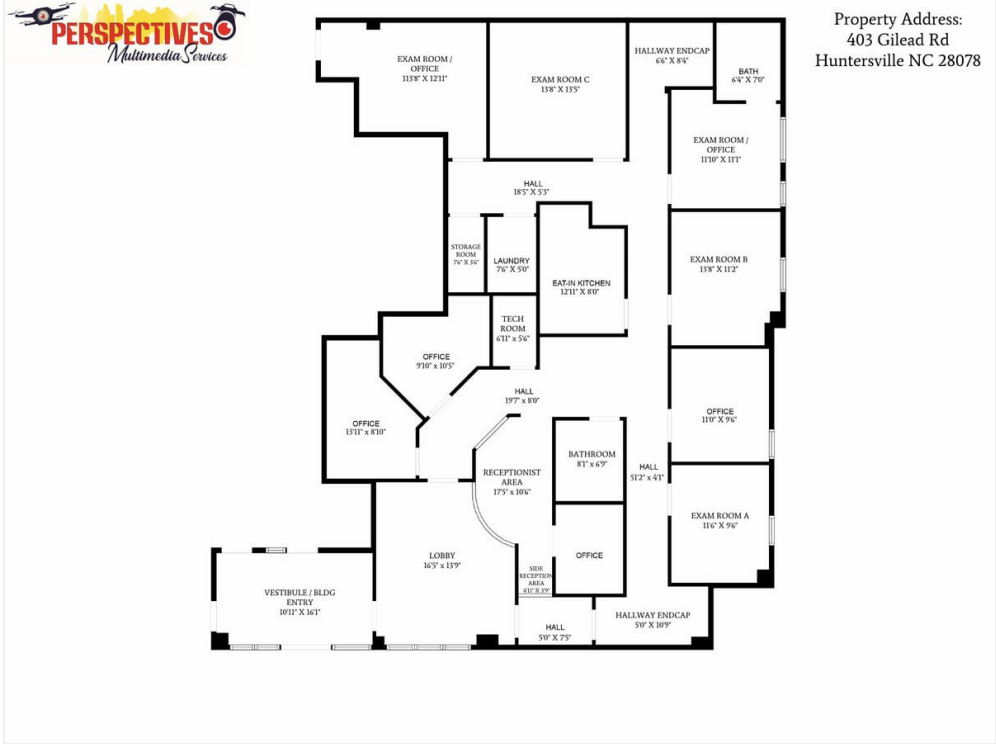 PERSPECTIVES
Multimedia Services
Property Address:
403 Gilead Rd
Huntersville NC 28078
EXAM ROOM /
OFFICE
113'8" X 12'11"
EXAM ROOM C
13'8" X 13'5"
HALLWAY ENDCAP
6'6" X 8'4"
BATH
6'4" X 7'0"
EXAM ROOM /
OFFICE
11'10" X 11'1"
HALL
18'5" X 5'3"
STORAGE
ROOM
7'6" X 3'6"
LAUNDRY
7'6" X 5'0"
EAT-IN KITCHEN
12'11" X 8'0"
EXAM ROOM B
13'8" X 11'2"
TECH
ROOM
6'11" x 5'6"
OFFICE
9'10" x 10'5"
HALL
19'7" x 8'0"
OFFICE
13'11" x 8'10"
OFFICE
11'0" X 9'6"
RECEPTIONIST
AREA
17'5" x 10'6"
BATHROOM
8'1" x 6'9"
HALL
51'2" x 4'1"
EXAM ROOM A
11'6" X 9'6"
LOBBY
16'5" x 13'9"
OFFICE
SIDE
RECEPTION
AREA
4'11" X 3'9"
VESTIBULE / BLDG
ENTRY
10'11" X 16'1"
HALL
5'0" X 7'5"
HALLWAY ENDCAP
5'0" X 10'9"